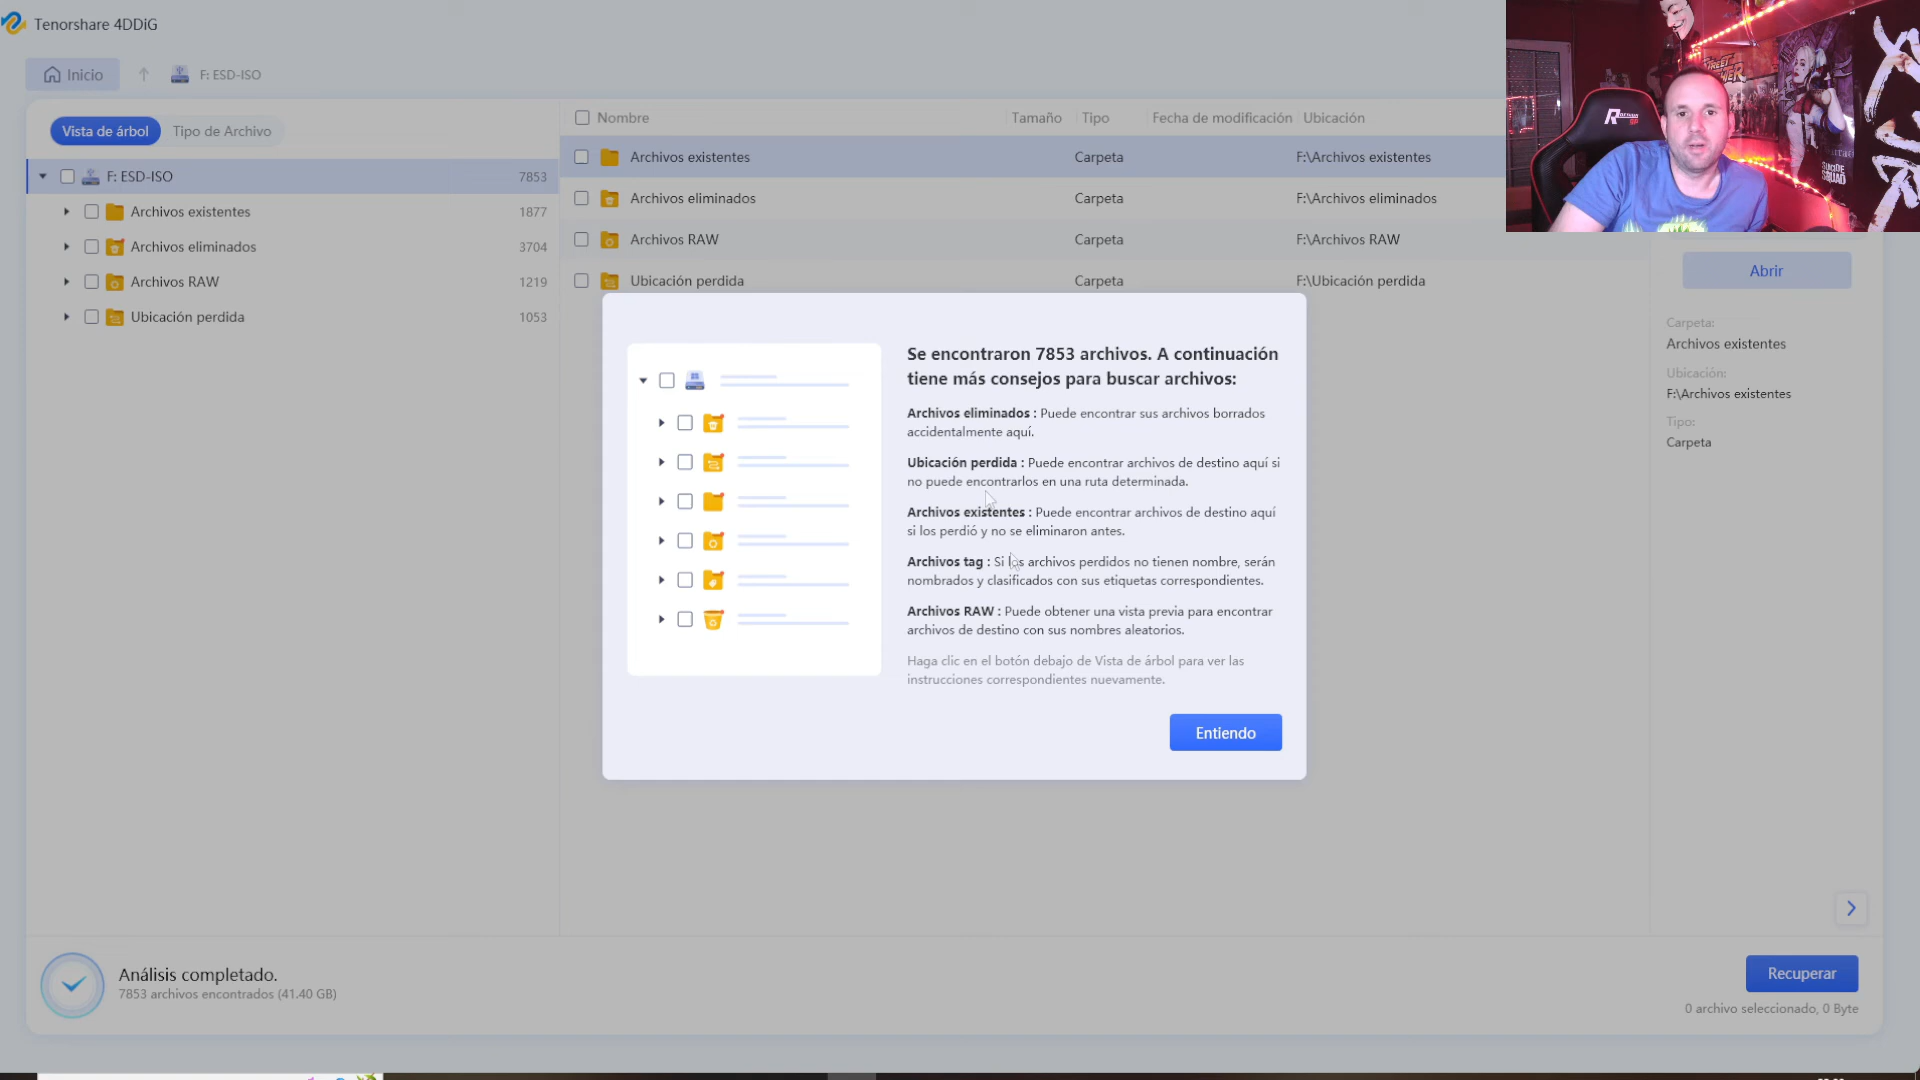 Tenorshare 4DDiG
Inicio
F: ESD-ISO
Vista de árbol
Tipo de Archivo
F: ESD-ISO 7853
Archivos existentes 1877
Archivos eliminados 3704
Archivos RAW 1219
Ubicación perdida 1053
Nombre Tamaño Tipo Fecha de modificación Ubicación
Archivos existentes Carpeta F:\Archivos existentes
Archivos eliminados Carpeta F:\Archivos eliminados
Archivos RAW Carpeta F:\Archivos RAW
Ubicación perdida Carpeta F:\Ubicación perdida
Se encontraron 7853 archivos. A continuación
tiene más consejos para buscar archivos:
Archivos eliminados : Puede encontrar sus archivos borrados
accidentalmente aquí.
Ubicación perdida : Puede encontrar archivos de destino aquí si
no puede encontrarlos en una ruta determinada.
Archivos existentes : Puede encontrar archivos de destino aquí
si los perdió y no se eliminaron antes.
Archivos tag : Si los archivos perdidos no tienen nombre, serán
nombrados y clasificados con sus etiquetas correspondientes.
Archivos RAW : Puede obtener una vista previa para encontrar
archivos de destino con sus nombres aleatorios.
Haga clic en el botón debajo de Vista de árbol para ver las
instrucciones correspondientes nuevamente.
Entiendo
SUICIDE
SQUAD
Abrir
Carpeta:
Archivos existentes
Ubicación:
F:\Archivos existentes
Tipo:
Carpeta
Análisis completado.
7853 archivos encontrados (41.40 GB)
Recuperar
0 archivo seleccionado, 0 Byte